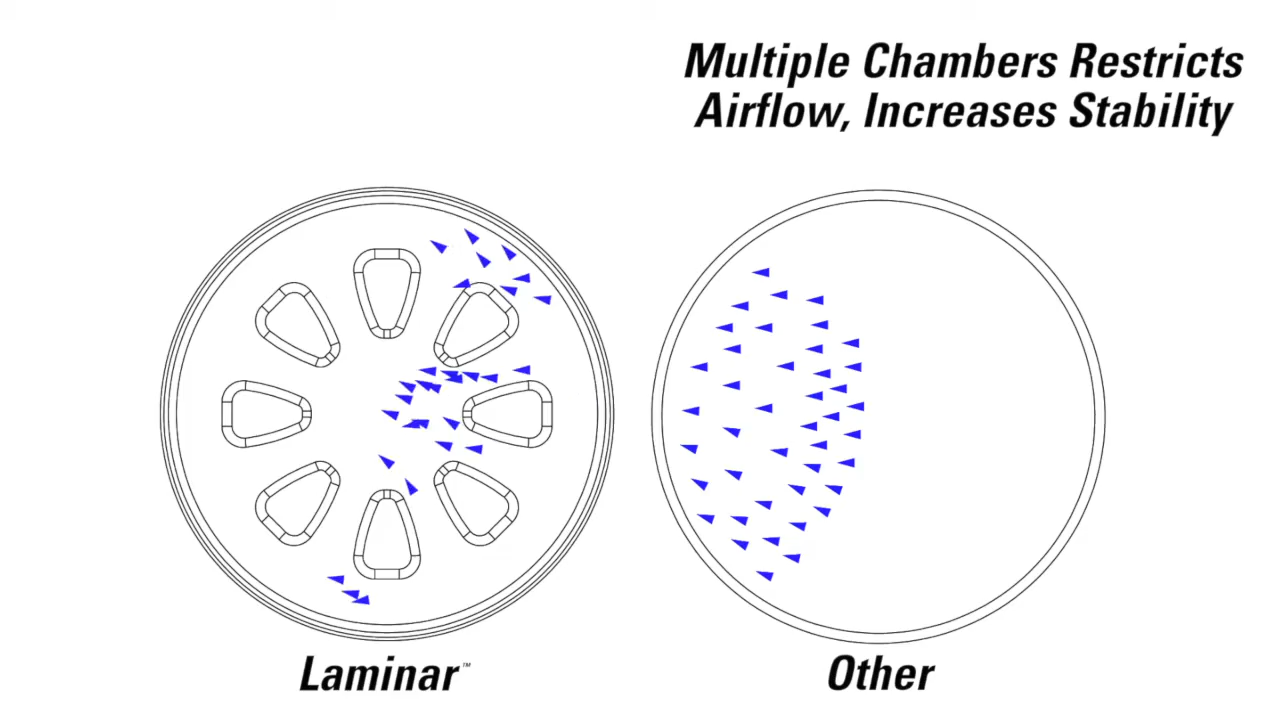 Multiple Chambers Restricts
Airflow, Increases Stability
Laminar™
Other